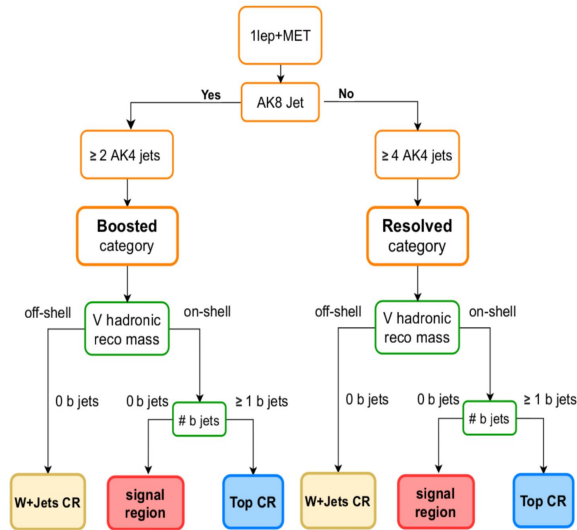 1lep+MET
Yes
AK8 Jet
No
≥ 2 AK4 jets
≥ 4 AK4 jets
Boosted
category
Resolved
category
off-shell
V hadronic
reco mass
on-shell
off-shell
V hadronic
reco mass
on-shell
0 b jets
0 b jets
# b jets
≥ 1 b jets
0 b jets
0 b jets
# b jets
≥ 1 b jets
W+Jets CR
signal
region
Top CR
W+Jets CR
signal
region
Top CR